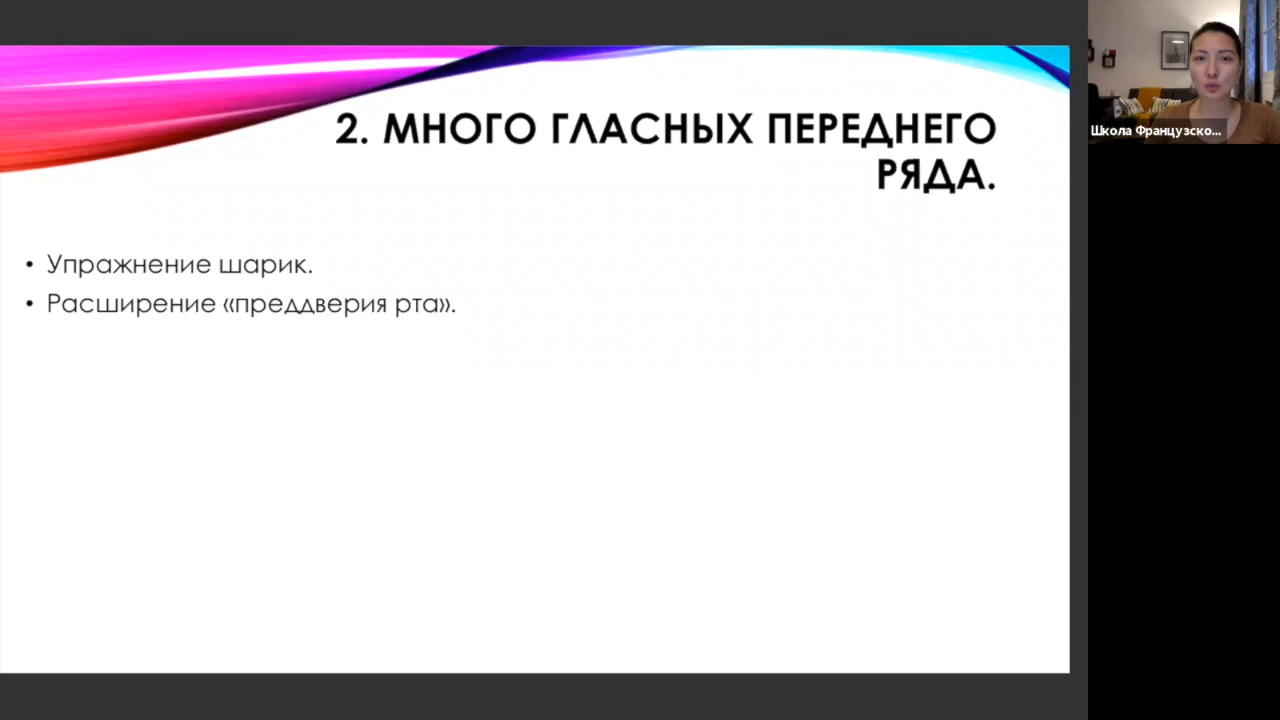 2. МНОГО ГЛАСНЫХ ПЕРЕДНЕГО
РЯДА.
• Упражнение шарик.
• Расширение «преддверия рта».
Школа Французско...